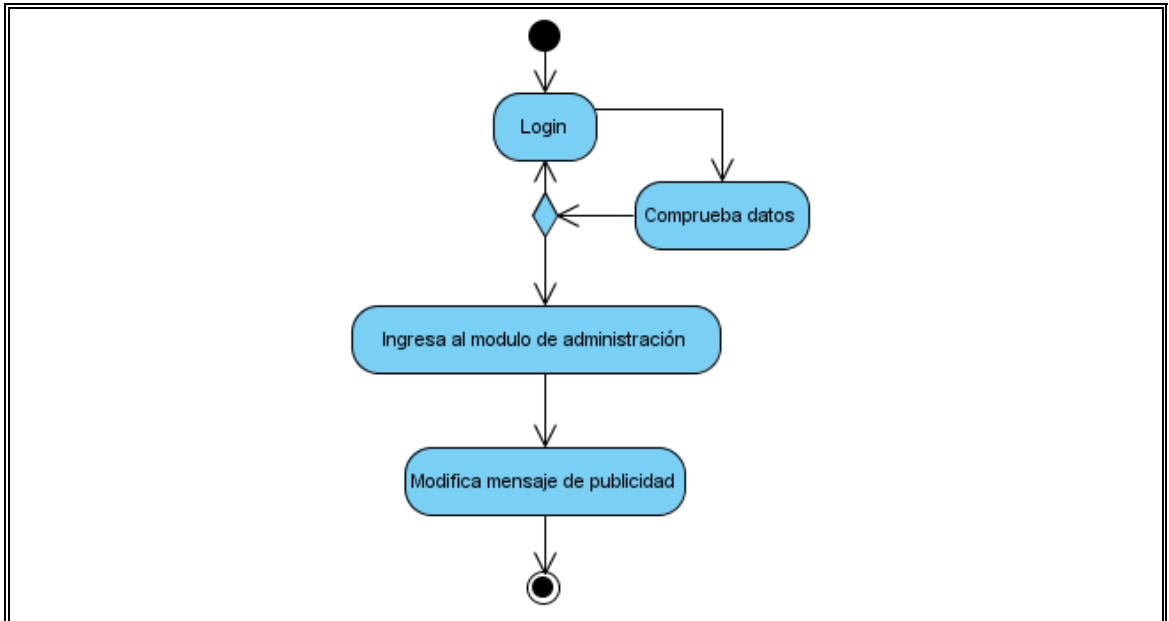 Login
Comprueba datos
Ingresa al modulo de administración
Modifica mensaje de publicidad